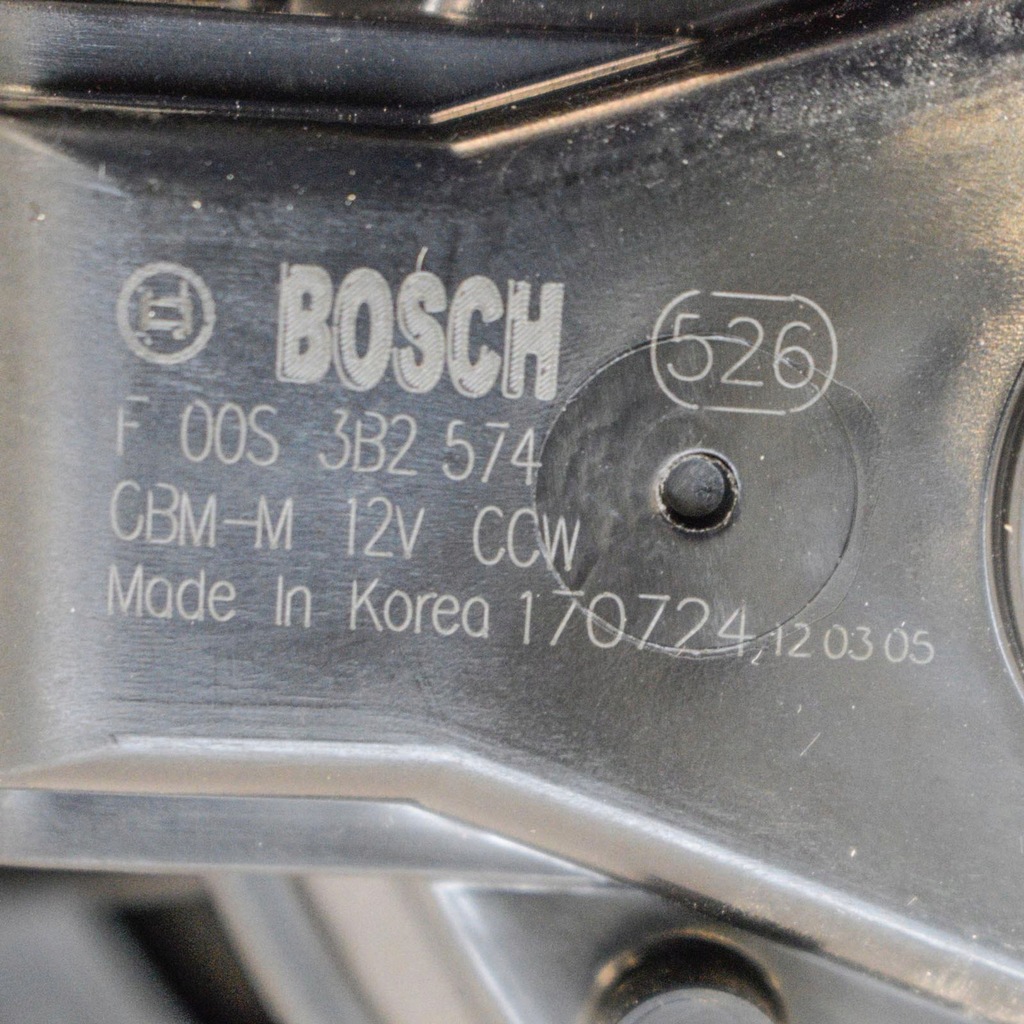 BOSCH 526
F 00S 3B2 574
CBM-M 12V CCW
Made In Korea 170724 12 03 05